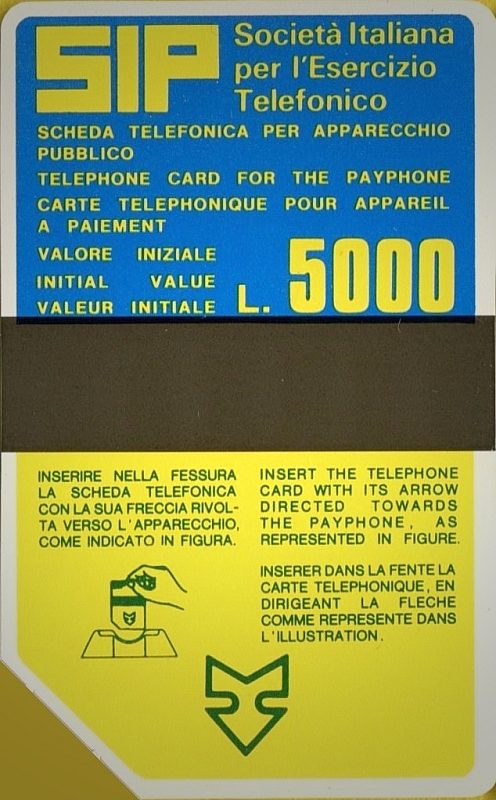 SIP
Società Italiana
per l'Esercizio
Telefonico
SCHEDA TELEFONICA PER APPARECCHIO
PUBBLICO
TELEPHONE CARD FOR THE PAYPHONE
CARTE TELEPHONIQUE POUR APPAREIL
A PAIEMENT
VALORE INIZIALE
INITIAL VALUE
VALEUR INITIALE
L. 5000
INSERIRE NELLA FESSURA
LA SCHEDA TELEFONICA
CON LA SUA FRECCIA RIVOL-
TA VERSO L'APPARECCHIO,
COME INDICATO IN FIGURA.
INSERT THE TELEPHONE
CARD WITH ITS ARROW
DIRECTED TOWARDS
THE PAYPHONE, AS
REPRESENTED IN FIGURE.
INSERER DANS LA FENTE LA
CARTE TELEPHONIQUE, EN
DIRIGEANT LA FLECHE
COMME REPRESENTE DANS
L'ILLUSTRATION.